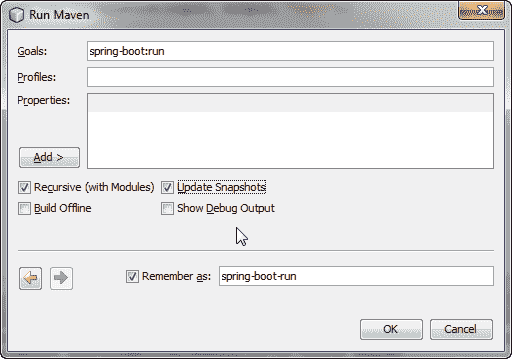 Run Maven
Goals: spring-boot:run
Profiles:
Properties:
Add >
Recursive (with Modules) Update Snapshots
Build Offline Show Debug Output
Remember as: spring-boot-run
OK Cancel